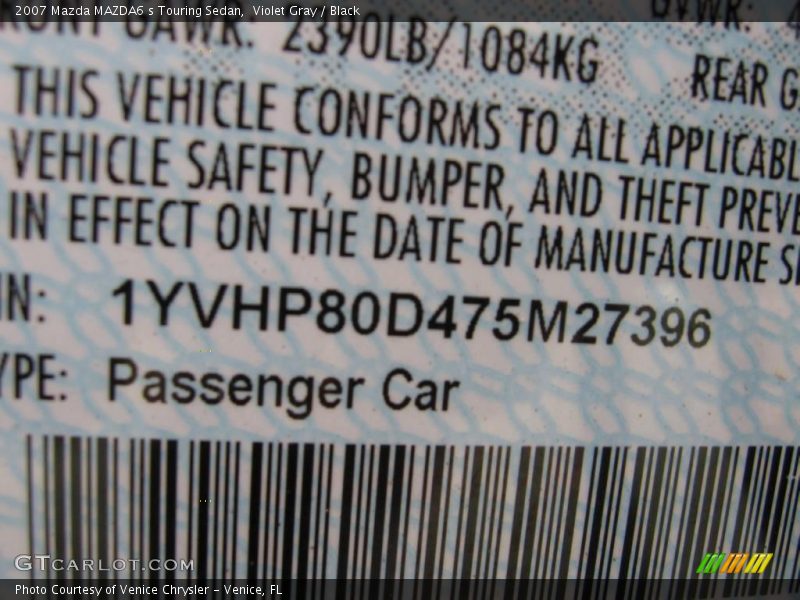 2007 Mazda MAZDA6 s Touring Sedan, Violet Gray / Black
GAWR: 2390LB/1084KG REAR G
GVWR:
THIS VEHICLE CONFORMS TO ALL APPLICABL
VEHICLE SAFETY, BUMPER, AND THEFT PREVE
IN EFFECT ON THE DATE OF MANUFACTURE S
IN: 1YVHP80D475M27396
YPE: Passenger Car
GTCARLOT.COM
Photo Courtesy of Venice Chrysler – Venice, FL